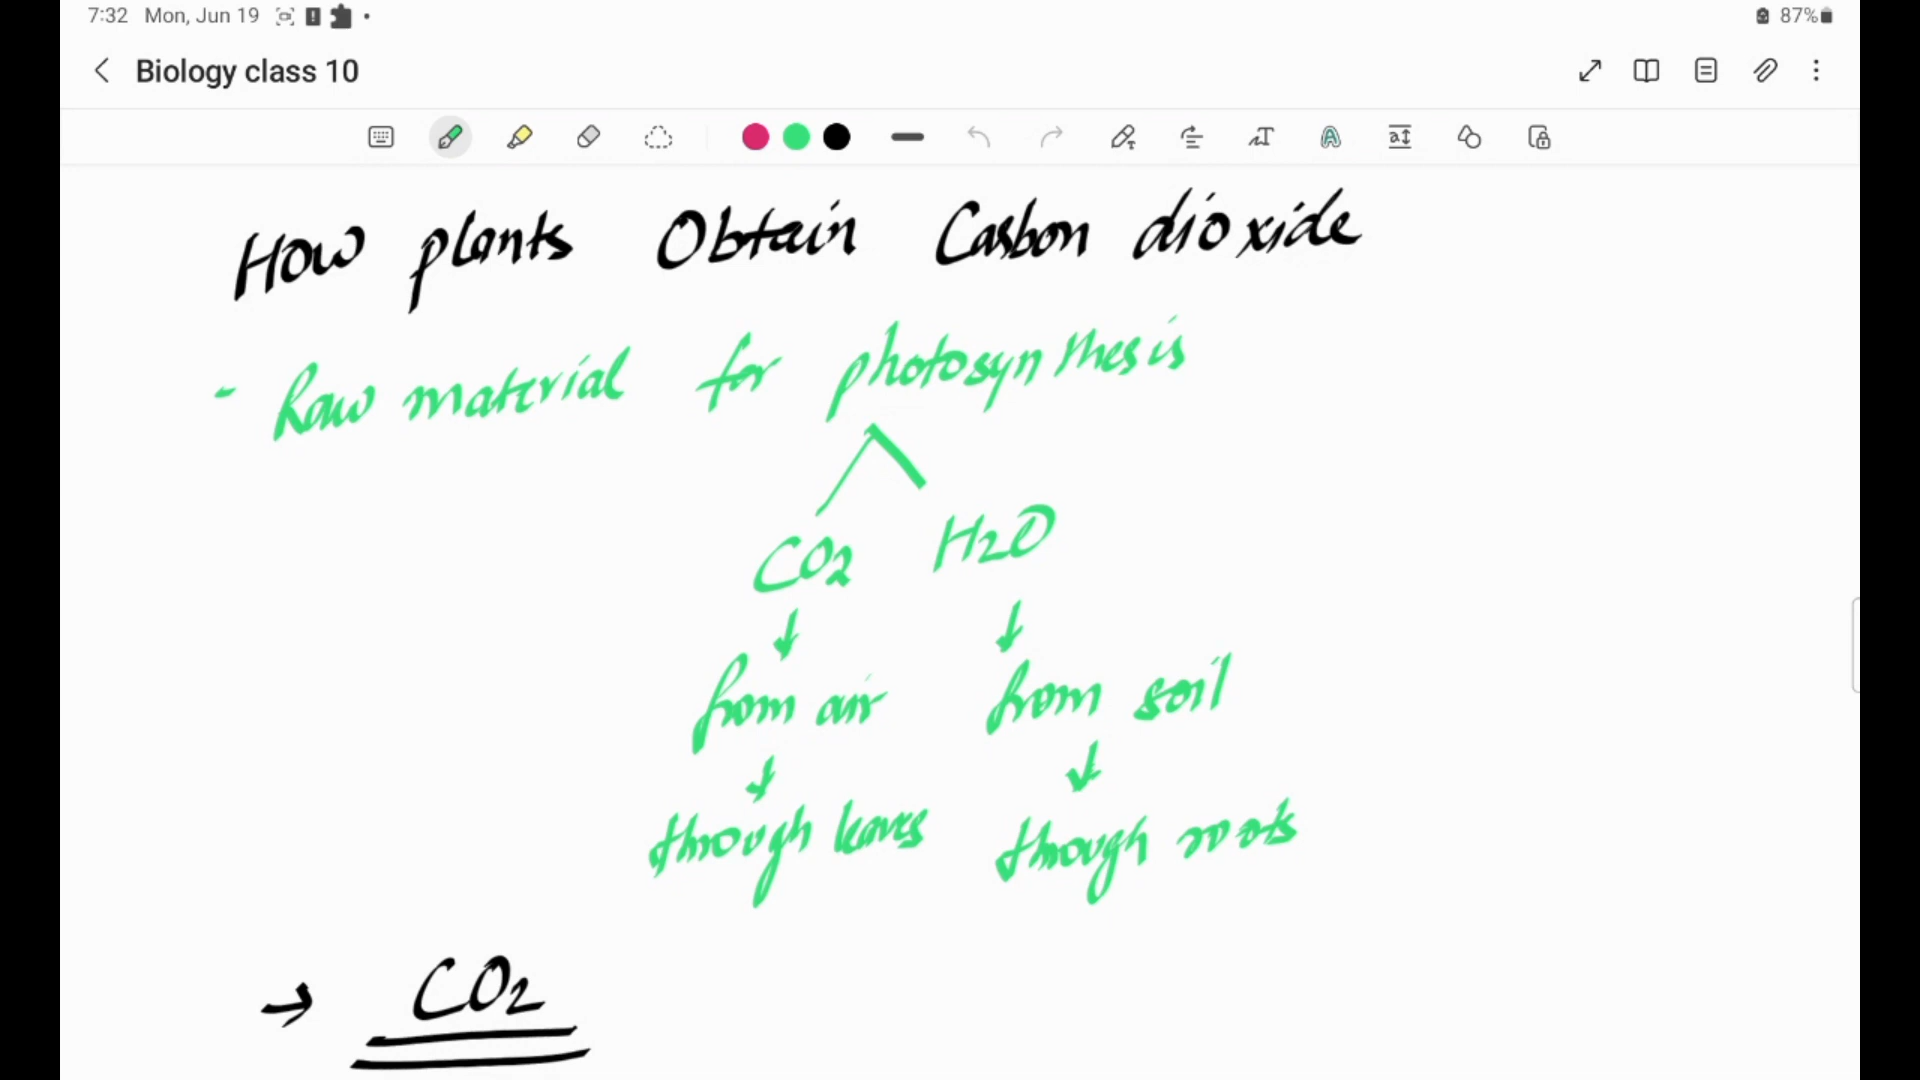 7:32 Mon, Jun 19
87%
Biology class 10
How plants Obtain Carbon dioxide
- Raw material for photosynthesis
CO2 H2O
↓ ↓
from air from soil
↓ ↓
through leaves through roots
→ CO2